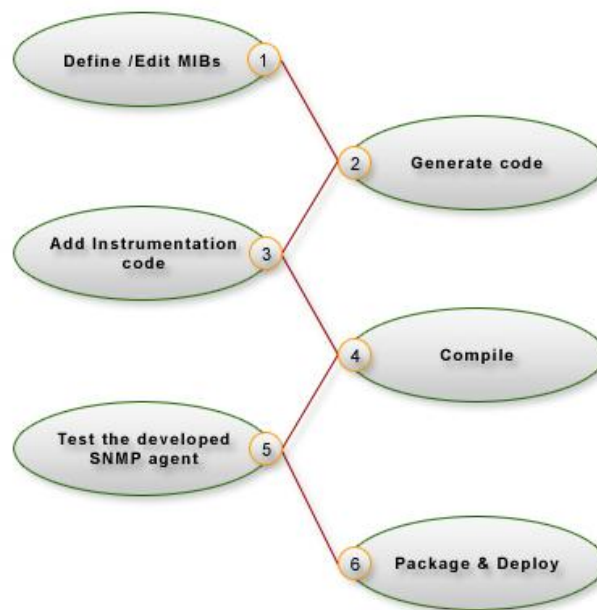 Define /Edit MIBs
1
2
Generate code
Add Instrumentation
code
3
4
Compile
Test the developed
SNMP agent
5
6
Package & Deploy